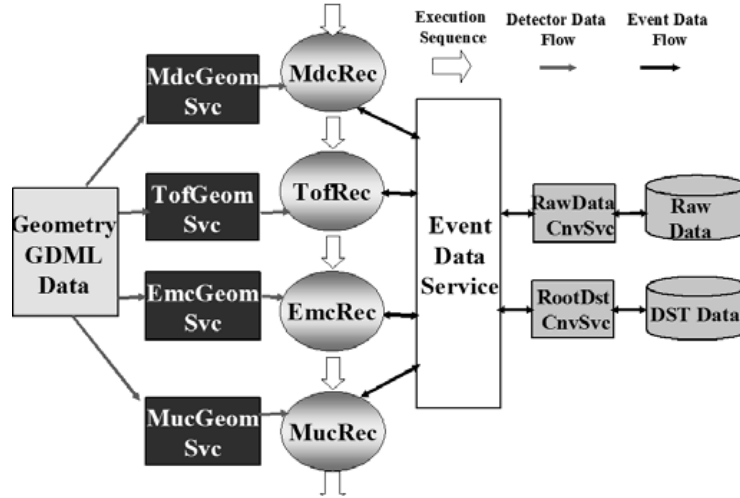 Execution
Sequence
Detector Data
Flow
Event Data
Flow
MdcGeom
Svc
MdcRec
TofGeom
Svc
TofRec
Geometry
GDML
Data
EmcGeom
Svc
EmcRec
MucGeom
Svc
MucRec
Event
Data
Service
RawData
CnvSvc
Raw
Data
RootDst
CnvSvc
DST Data